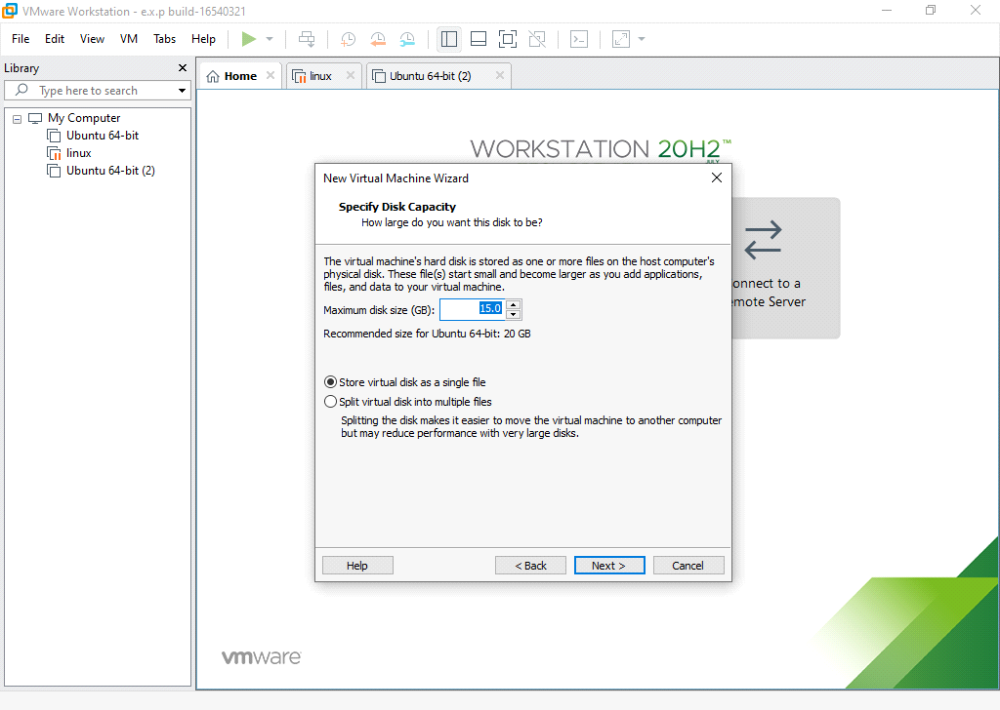 VMware Workstation - e.x.p build-16540321
File Edit View VM Tabs Help
Library
Type here to search
My Computer
Ubuntu 64-bit
linux
Ubuntu 64-bit (2)
Home linux Ubuntu 64-bit (2)
WORKSTATION 20H2™
New Virtual Machine Wizard
Specify Disk Capacity
How large do you want this disk to be?
The virtual machine's hard disk is stored as one or more files on the host computer's
physical disk. These file(s) start small and become larger as you add applications,
files, and data to your virtual machine.
Maximum disk size (GB): 15.0
Recommended size for Ubuntu 64-bit: 20 GB
Store virtual disk as a single file
Split virtual disk into multiple files
Splitting the disk makes it easier to move the virtual machine to another computer
but may reduce performance with very large disks.
Help < Back Next > Cancel
onnect to a
emote Server
vmware